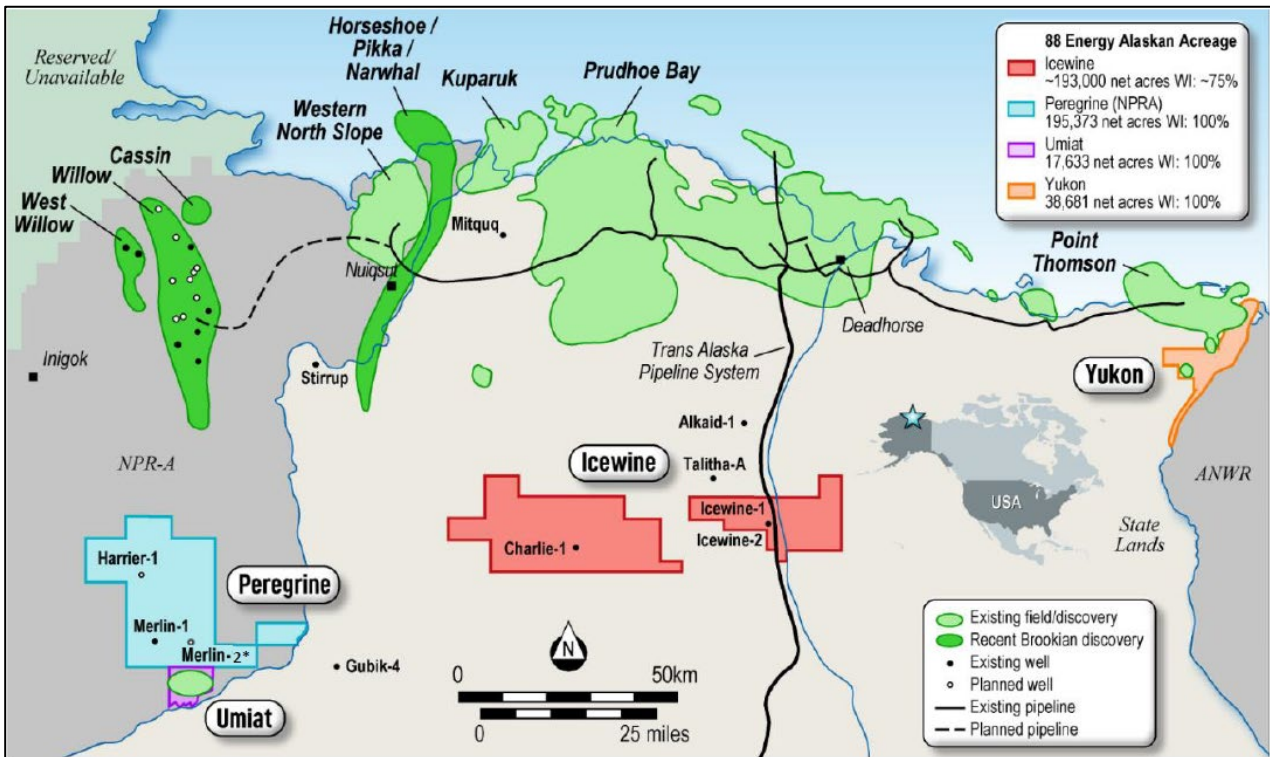 Reserved/
Unavailable
Horseshoe /
Pikka /
Narwhal
Kuparuk
Prudhoe Bay
Western
North Slope
Cassin
Willow
West
Willow
88 Energy Alaskan Acreage
Icewine
~193,000 net acres WI: ~75%
Peregrine (NPRA)
195,373 net acres WI: 100%
Umiat
17,633 net acres WI: 100%
Yukon
38,681 net acres WI: 100%
Mitquq
Nuiqsut
Point
Thomson
Deadhorse
Inigok
Stirrup
Trans Alaska
Pipeline System
Yukon
Alkaid-1
Icewine
Talitha-A
NPR-A
ANWR
USA
Icewine-1
Icewine-2
State
Lands
Charlie-1
Harrier-1
Peregrine
Merlin-1
Merlin-2*
Gubik-4
Umiat
N
0 50km
0 25 miles
Existing field/discovery
Recent Brookian discovery
Existing well
Planned well
Existing pipeline
Planned pipeline